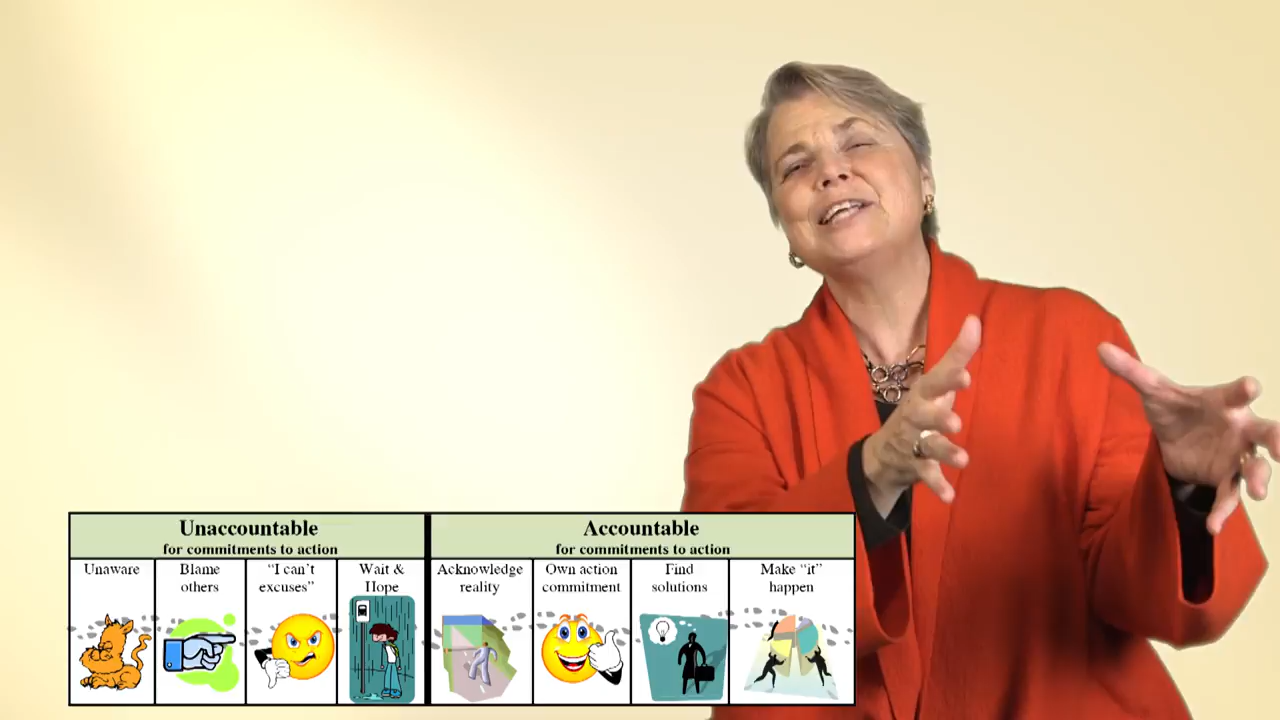 Unaccountable
for commitments to action
Accountable
for commitments to action
Unaware
Blame
others
“I can’t
excuses”
Wait &
Hope
Acknowledge
reality
Own action
commitment
Find
solutions
Make “it”
happen